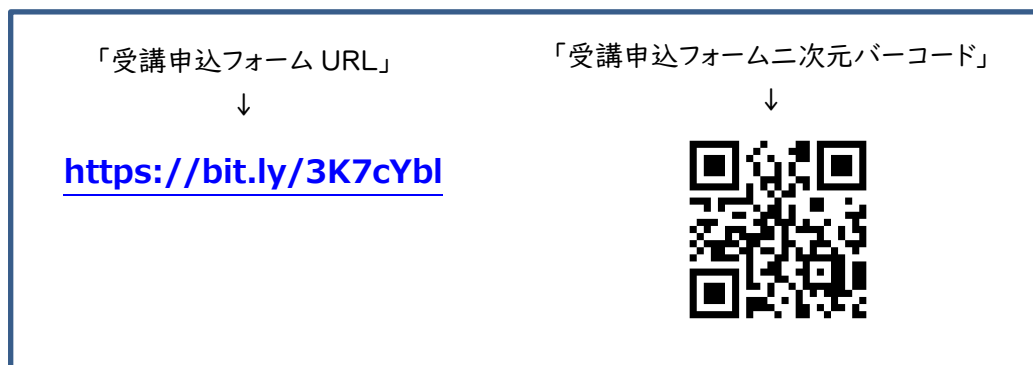 「受講申込フォーム URL」
↓
https://bit.ly/3K7cYbl
「受講申込フォーム二次元バーコード」
↓